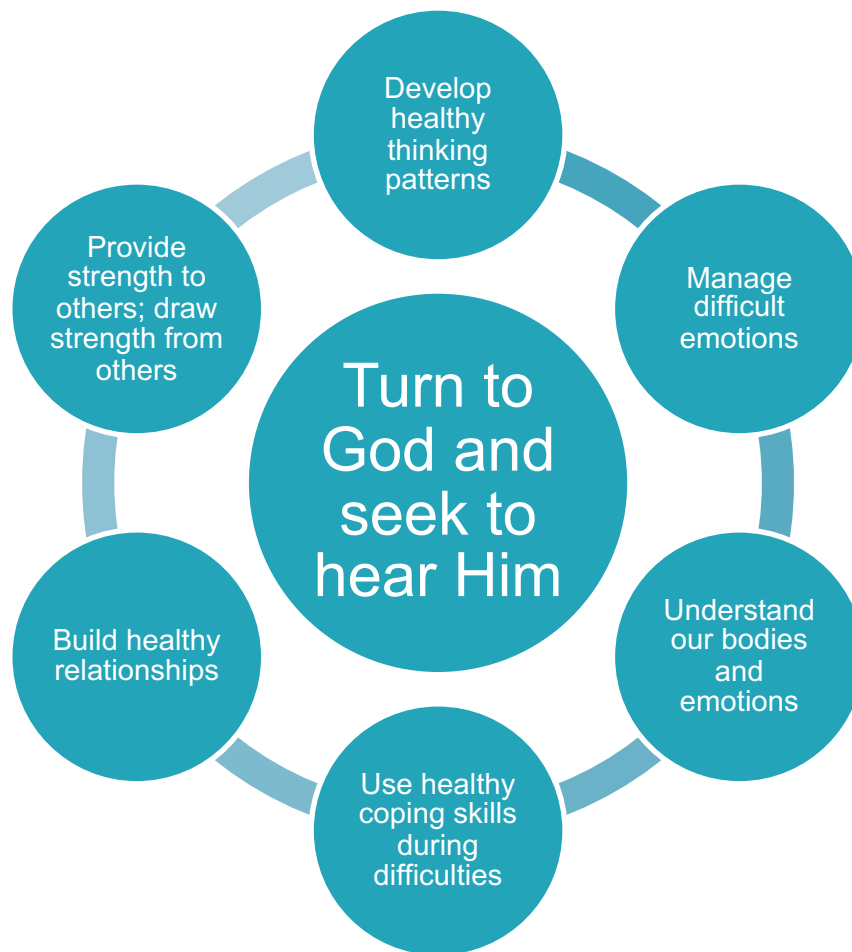 Develop
healthy
thinking
patterns
Manage
difficult
emotions
Understand
our bodies
and
emotions
Use healthy
coping skills
during
difficulties
Build healthy
relationships
Provide
strength to
others; draw
strength from
others
Turn to
God and
seek to
hear Him